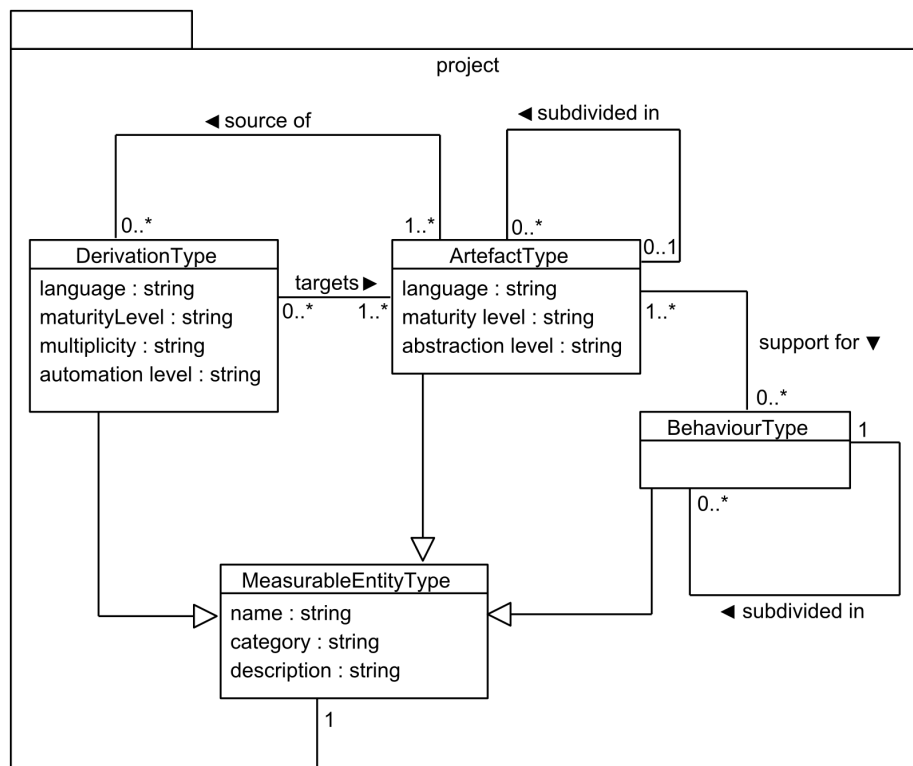 project
◄ source of
◄ subdivided in
0..*
1..*
0..*
0..1
DerivationType
language : string
maturityLevel : string
multiplicity : string
automation level : string
targets ►
0..*
1..*
ArtefactType
language : string
maturity level : string
abstraction level : string
1..*
support for ▼
0..*
BehaviourType
1
0..*
◄ subdivided in
MeasurableEntityType
name : string
category : string
description : string
1